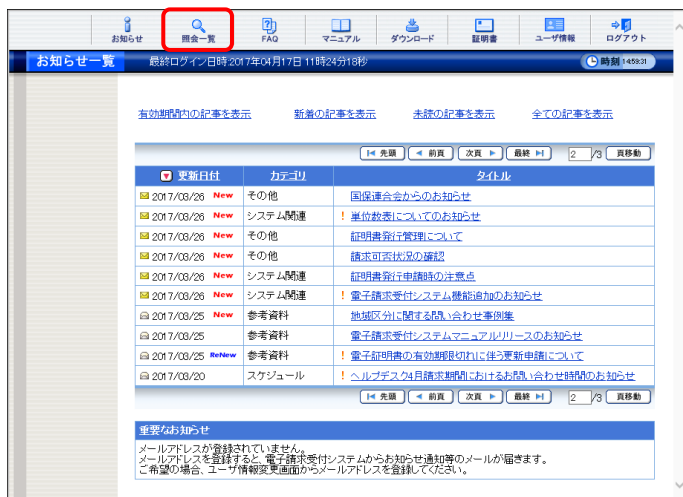 お知らせ 照会一覧 FAQ マニュアル ダウンロード 証明書 ユーザ情報 ログアウト
お知らせ一覧 最終ログイン日時:2017年04月17日 11時24分18秒 時刻 14:59:31
有効期間内の記事を表示 新着の記事を表示 未読の記事を表示 全ての記事を表示
先頭 前頁 次頁 最終 2 /3 頁移動
更新日付 カテゴリ タイトル
2017/03/26 New その他 国保連合会からのお知らせ
2017/03/26 New システム関連 ! 単位数表についてのお知らせ
2017/03/26 New その他 証明書発行管理について
2017/03/26 New その他 請求可否状況の確認
2017/03/26 New システム関連 証明書発行申請時の注意点
2017/03/26 New システム関連 ! 電子請求受付システム機能追加のお知らせ
2017/03/25 New 参考資料 地域区分に関する問い合わせ事例集
2017/03/25 参考資料 電子請求受付システムマニュアルリリースのお知らせ
2017/03/25 ReNew 参考資料 ! 電子証明書の有効期限切れに伴う更新申請について
2017/03/20 スケジュール ! ヘルプデスク4月請求期間におけるお問い合わせ時間のお知らせ
先頭 前頁 次頁 最終 2 /3 頁移動
重要なお知らせ
メールアドレスが登録されていません。
メールアドレスを登録すると、電子請求受付システムからお知らせ通知等のメールが届きます。
ご希望の場合、ユーザ情報変更画面からメールアドレスを登録してください。